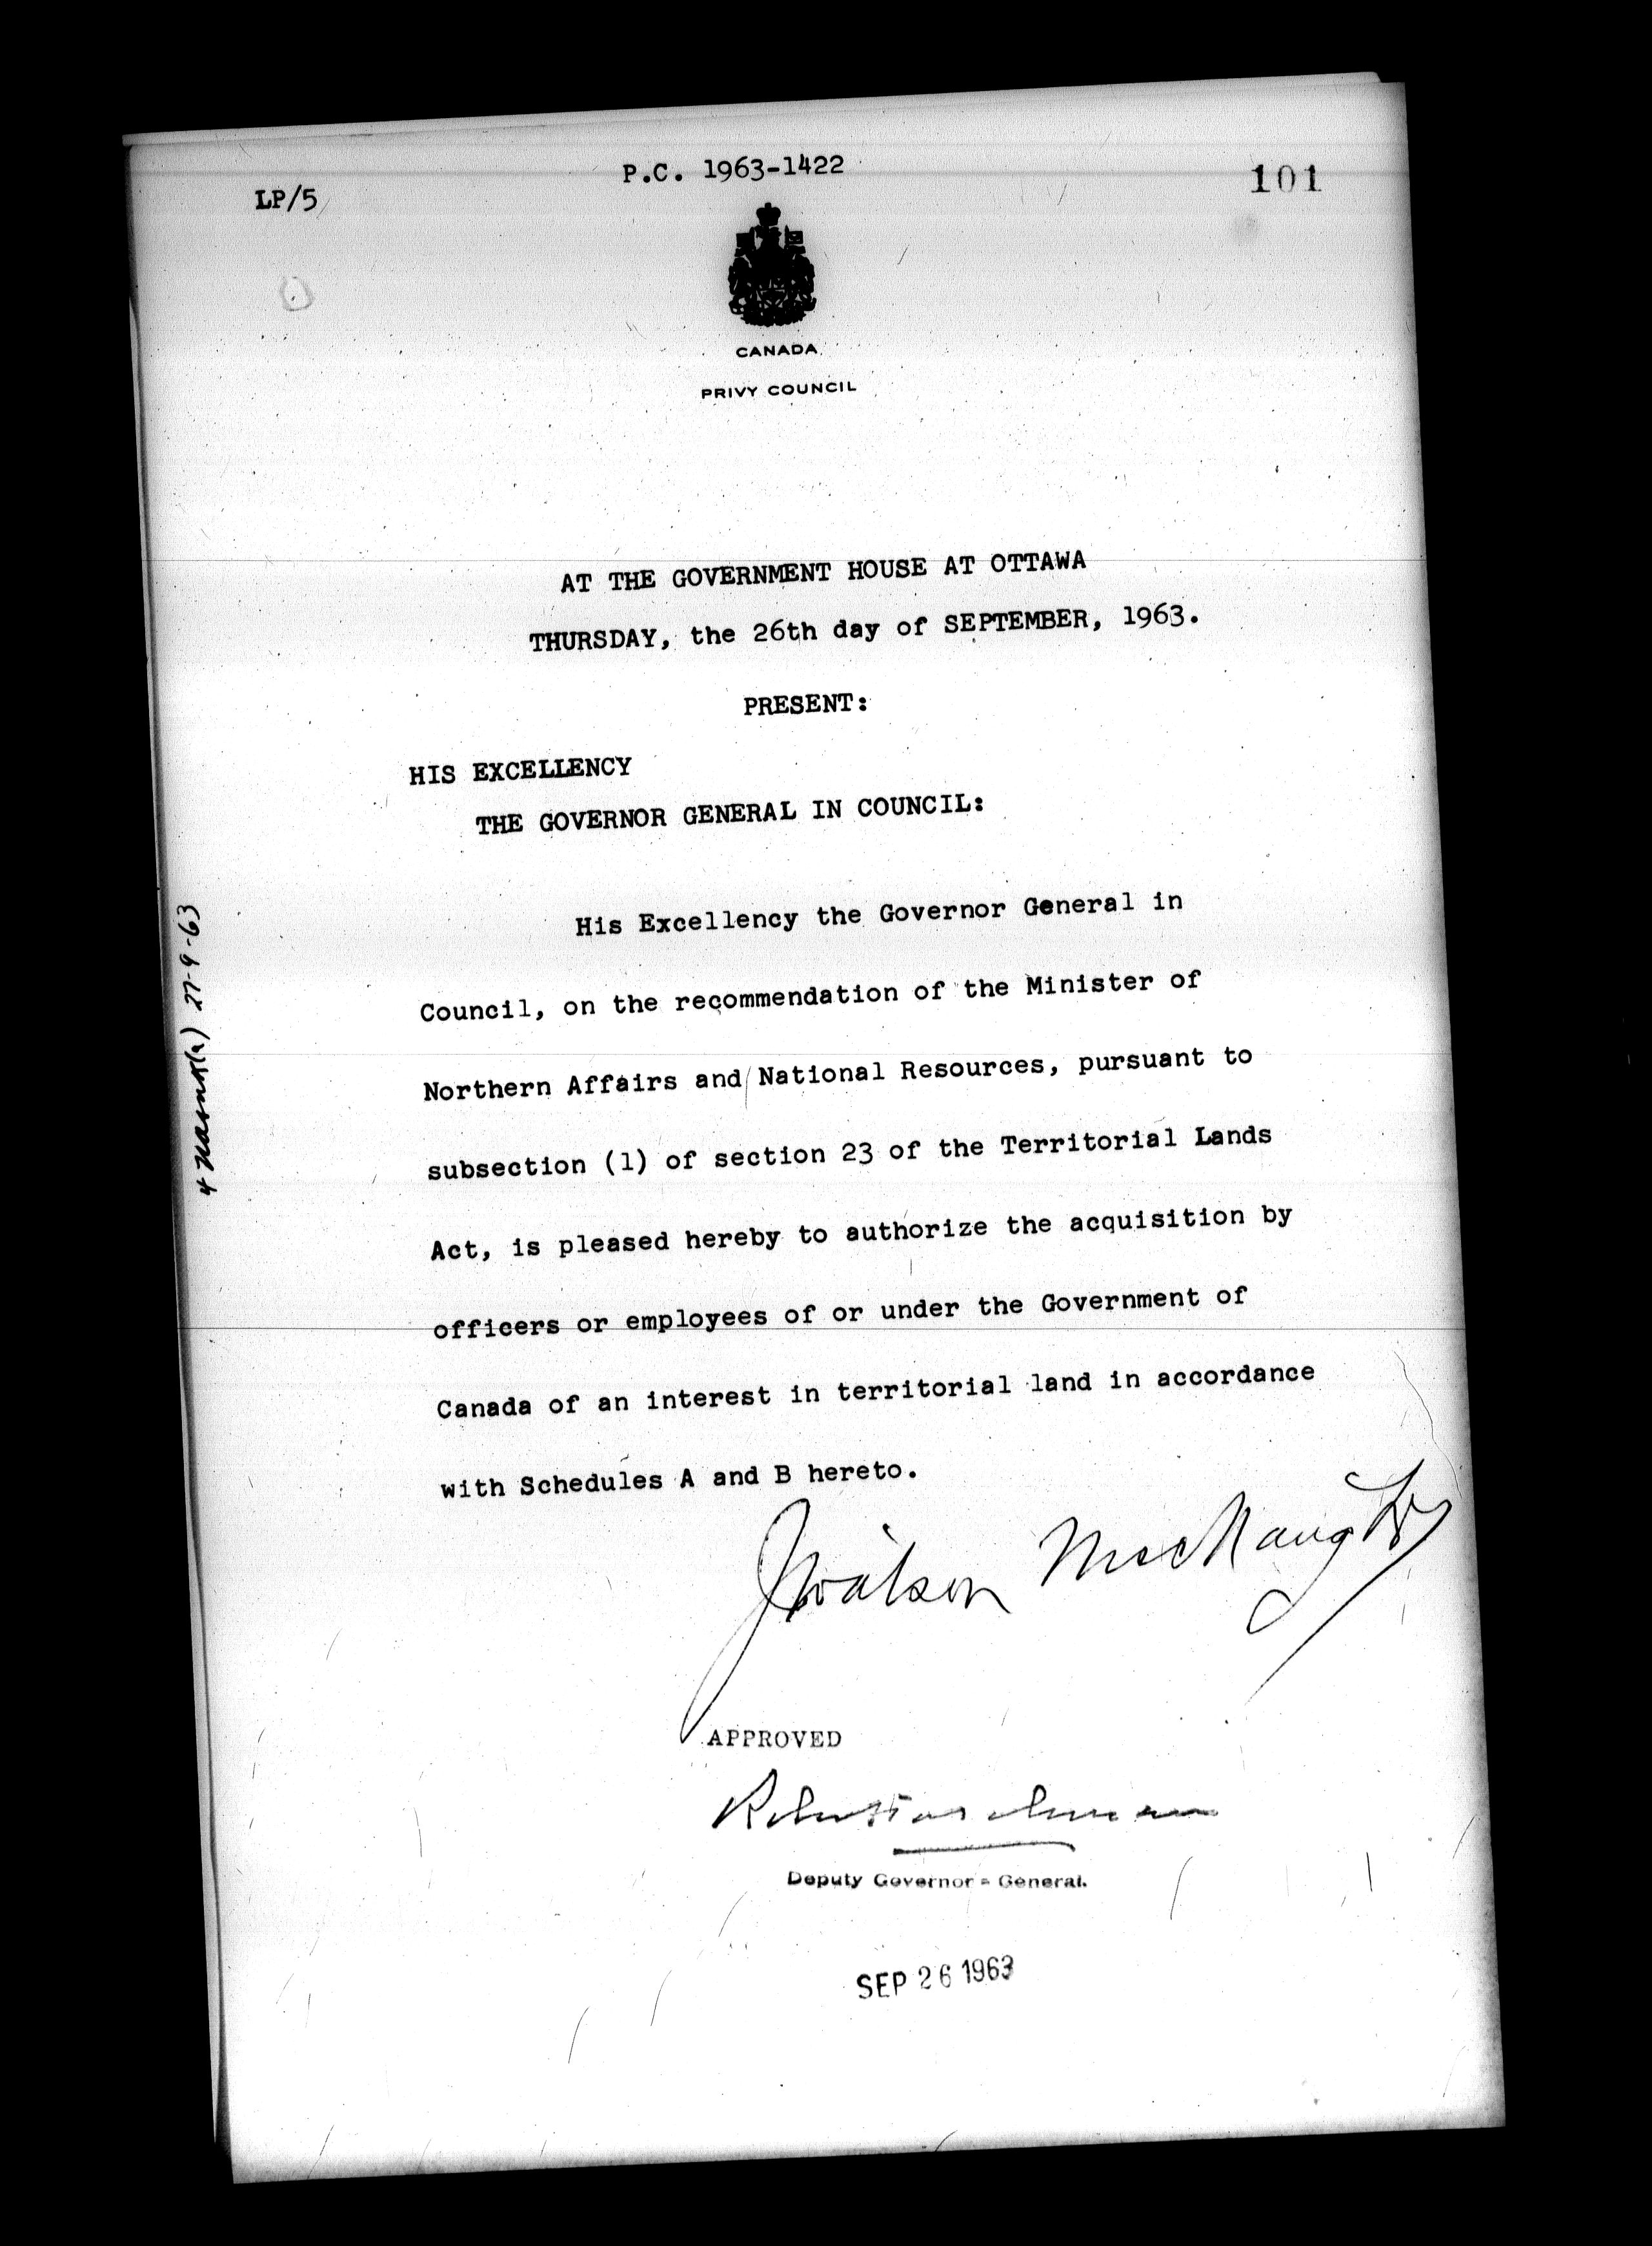 P.C. 1963-1422
LP/5
101
CANADA
PRIVY COUNCIL
AT THE GOVERNMENT HOUSE AT OTTAWA
THURSDAY, the 26th day of SEPTEMBER, 1963.
PRESENT:
HIS EXCELLENCY
THE GOVERNOR GENERAL IN COUNCIL:
His Excellency the Governor General in
Council, on the recommendation of the Minister of
Northern Affairs and National Resources, pursuant to
subsection (1) of section 23 of the Territorial Lands
Act, is pleased hereby to authorize the acquisition by
officers or employees of or under the Government of
Canada of an interest in territorial land in accordance
with Schedules A and B hereto.
J Watson MacNaught
APPROVED
Deputy Governor-General.
SEP 26 1963
27-9-63